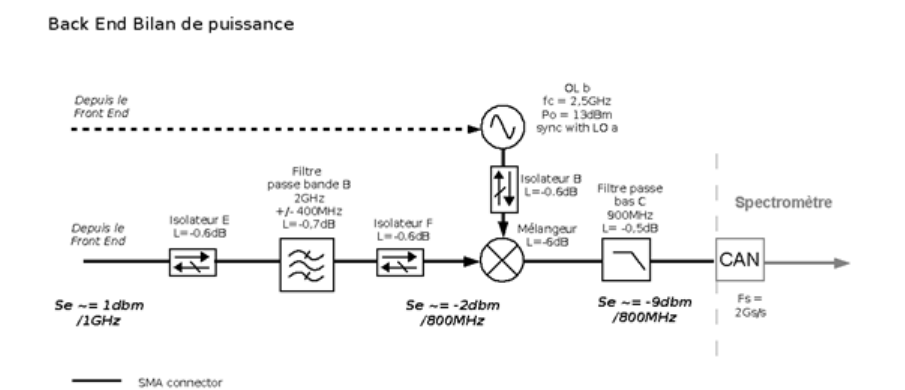 Back End Bilan de puissance
Depuis le
Front End
OL b
fc = 2,5GHz
Po = 13dBm
sync with LO a
Isolateur B
L=-0.6dB
Filtre
passe bande B
2GHz
+/- 400MHz
L=-0,7dB
Filtre passe
bas C
900MHz
L= -0,5dB
Spectromètre
Depuis le
Front End
Isolateur E
L=-0.6dB
Isolateur F
L=-0.6dB
Mélangeur
L=-6dB
CAN
Se ~= 1dbm
/1GHz
Se ~= -2dbm
/800MHz
Se ~= -9dbm
/800MHz
Fs =
2Gs/s
SMA connector